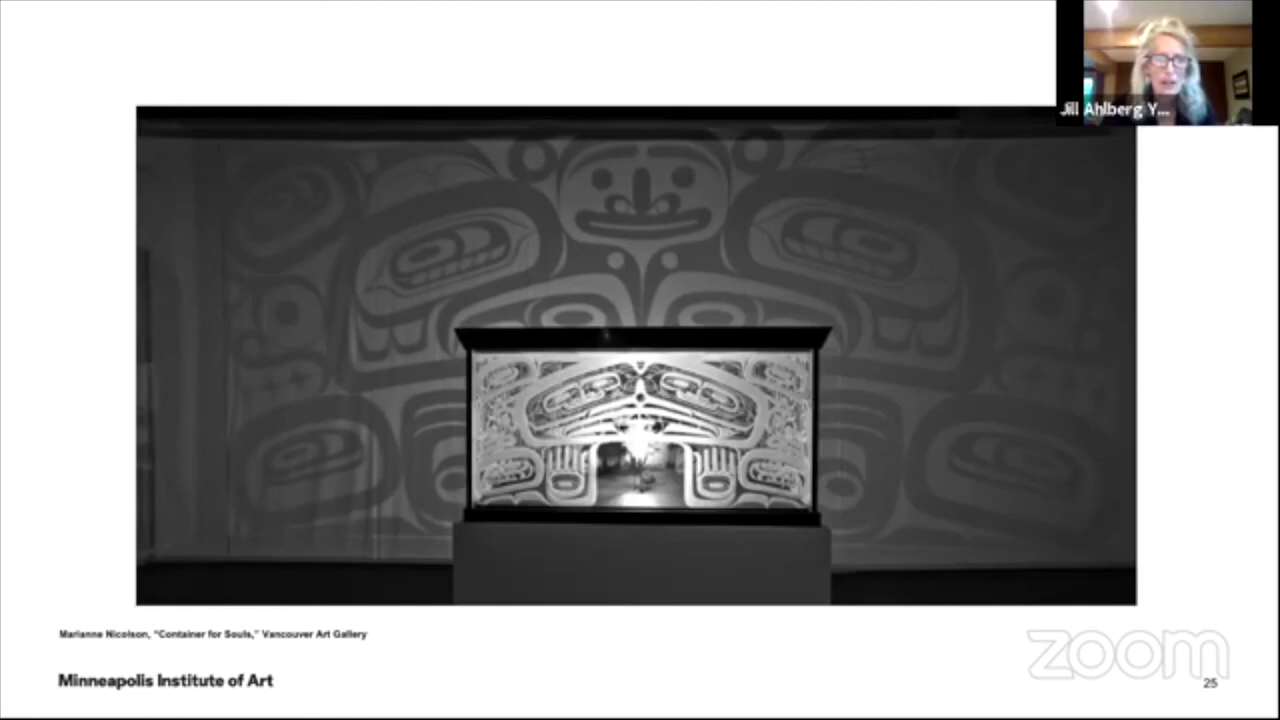 Jill Ahlberg Y...
Marianne Nicolson, "Container for Souls," Vancouver Art Gallery
Minneapolis Institute of Art
zoom
25